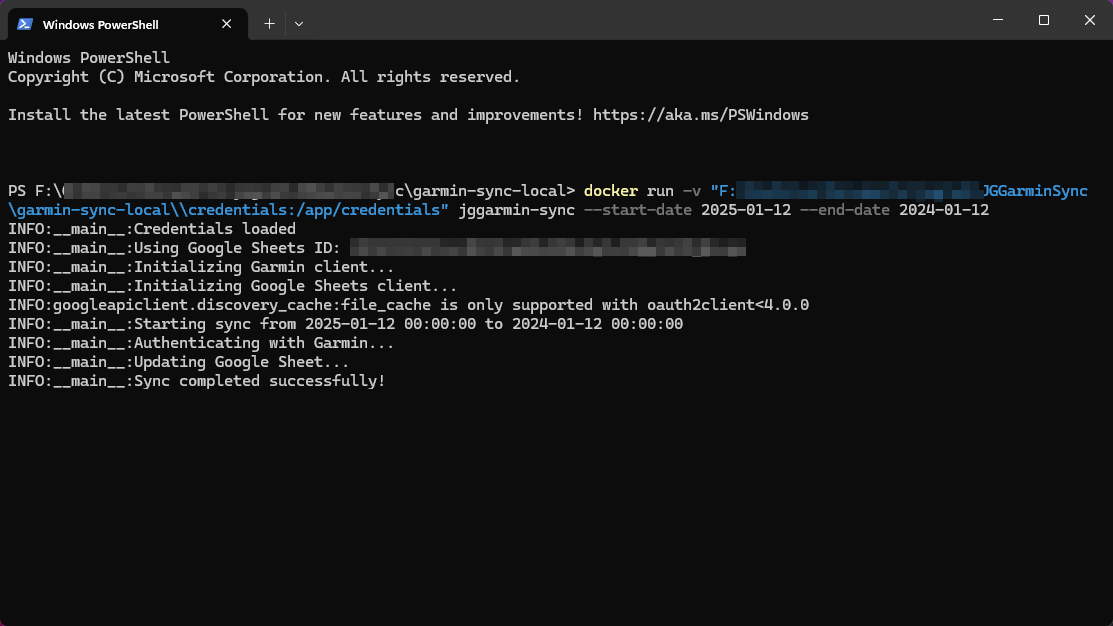 Windows PowerShell
Windows PowerShell
Copyright (C) Microsoft Corporation. All rights reserved.
Install the latest PowerShell for new features and improvements! https://aka.ms/PSWindows
PS F:\ c\garmin-sync-local> docker run -v "F: JGGarminSync
\garmin-sync-local\\credentials:/app/credentials" jggarmin-sync --start-date 2025-01-12 --end-date 2024-01-12
INFO:__main__:Credentials loaded
INFO:__main__:Using Google Sheets ID:
INFO:__main__:Initializing Garmin client...
INFO:__main__:Initializing Google Sheets client...
INFO:googleapiclient.discovery_cache:file_cache is only supported with oauth2client<4.0.0
INFO:__main__:Starting sync from 2025-01-12 00:00:00 to 2024-01-12 00:00:00
INFO:__main__:Authenticating with Garmin...
INFO:__main__:Updating Google Sheet...
INFO:__main__:Sync completed successfully!